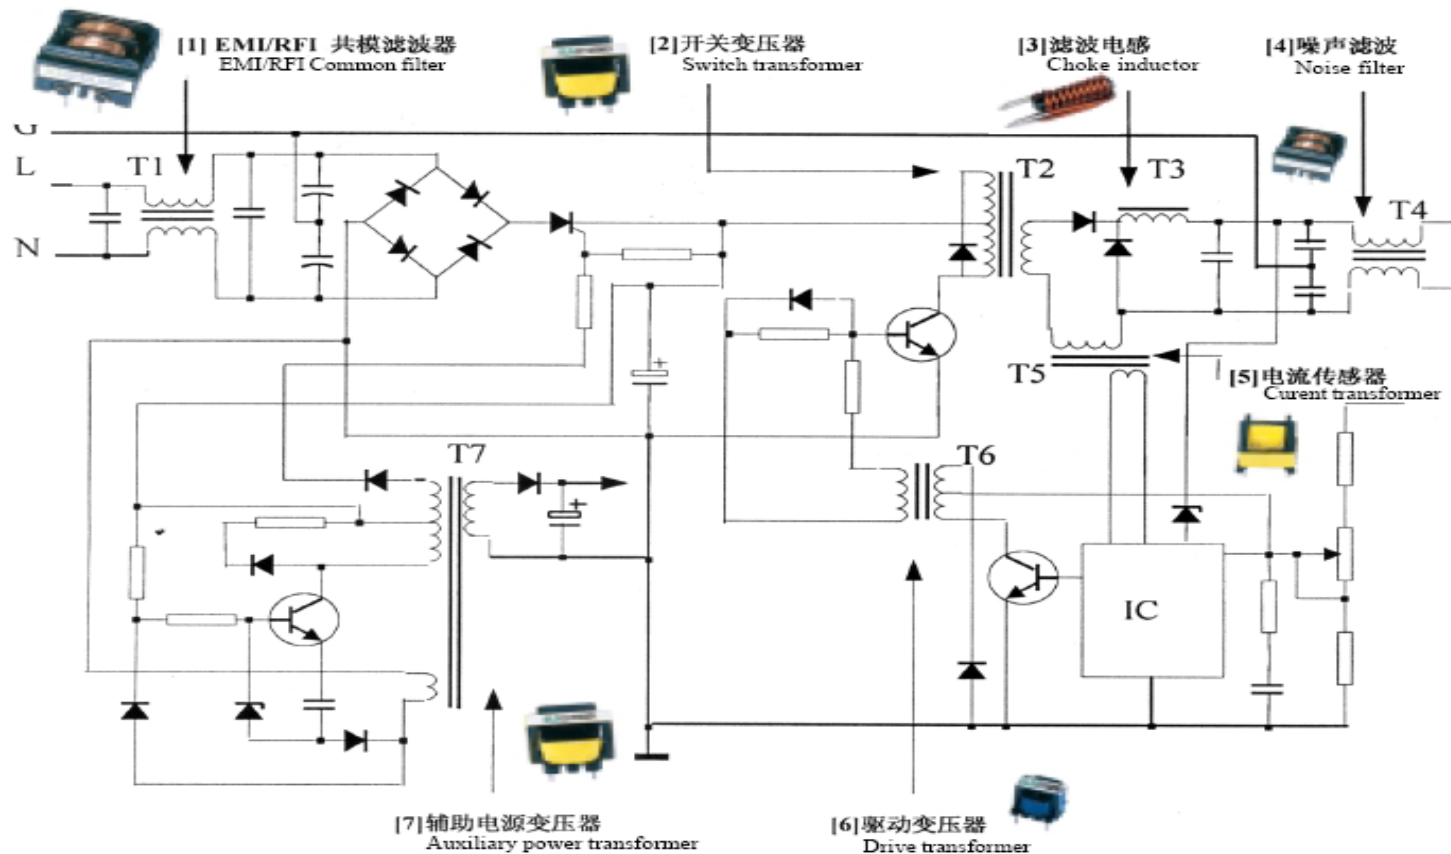 [1] EMI/RFI 共模滤波器
EMI/RFI Common filter
[2]开关变压器
Switch transformer
[3]滤波电感
Choke inductor
[4]噪声滤波
Noise filter
G
L
N
T1
T2
T3
T4
T5
[5]电流传感器
Curent transformer
T7
T6
IC
[7]辅助电源变压器
Auxiliary power transformer
[6]驱动变压器
Drive transformer